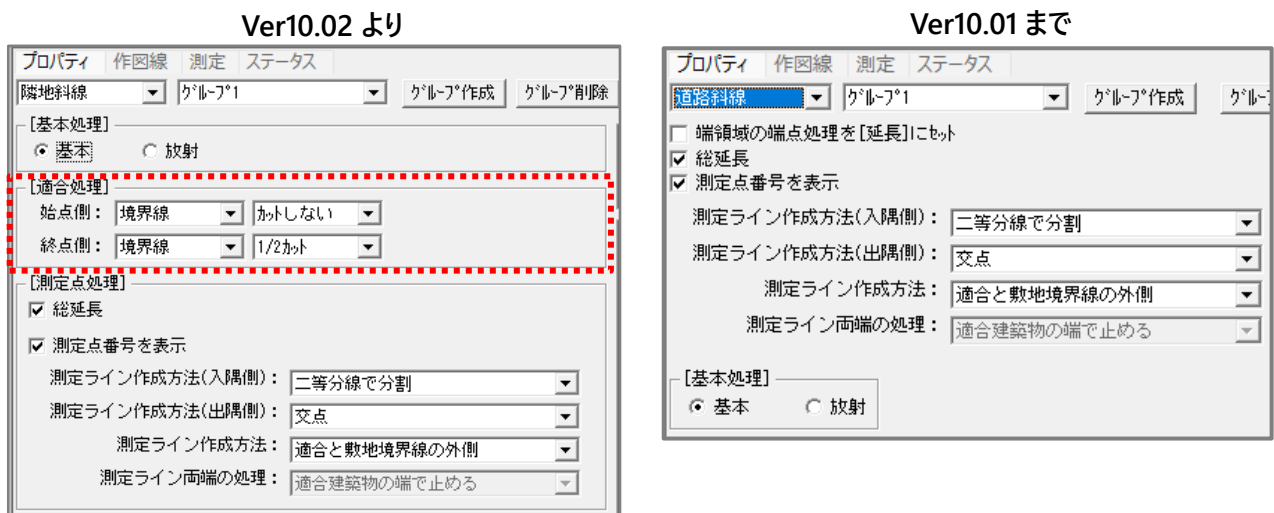 Ver10.02 より
プロパティ 作図線 測定 ステータス
隣地斜線 ｸﾞﾙｰﾌﾟ1 ｸﾞﾙｰﾌﾟ作成 ｸﾞﾙｰﾌﾟ削除
[基本処理]
基本 放射
[適合処理]
始点側： 境界線 ｶｯﾄしない
終点側： 境界線 1/2ｶｯﾄ
[測定点処理]
総延長
測定点番号を表示
測定ライン作成方法(入隅側)： 二等分線で分割
測定ライン作成方法(出隅側)： 交点
測定ライン作成方法： 適合と敷地境界線の外側
測定ライン両端の処理： 適合建築物の端で止める
Ver10.01 まで
プロパティ 作図線 測定 ステータス
道路斜線 ｸﾞﾙｰﾌﾟ1 ｸﾞﾙｰﾌﾟ作成 ｸﾞﾙｰ
端領域の端点処理を[延長]にｾｯﾄ
総延長
測定点番号を表示
測定ライン作成方法(入隅側)： 二等分線で分割
測定ライン作成方法(出隅側)： 交点
測定ライン作成方法： 適合と敷地境界線の外側
測定ライン両端の処理： 適合建築物の端で止める
[基本処理]
基本 放射